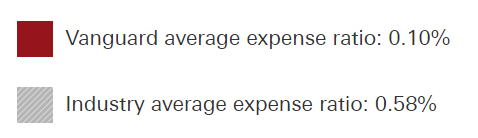 Vanguard average expense ratio: 0.10%
Industry average expense ratio: 0.58%